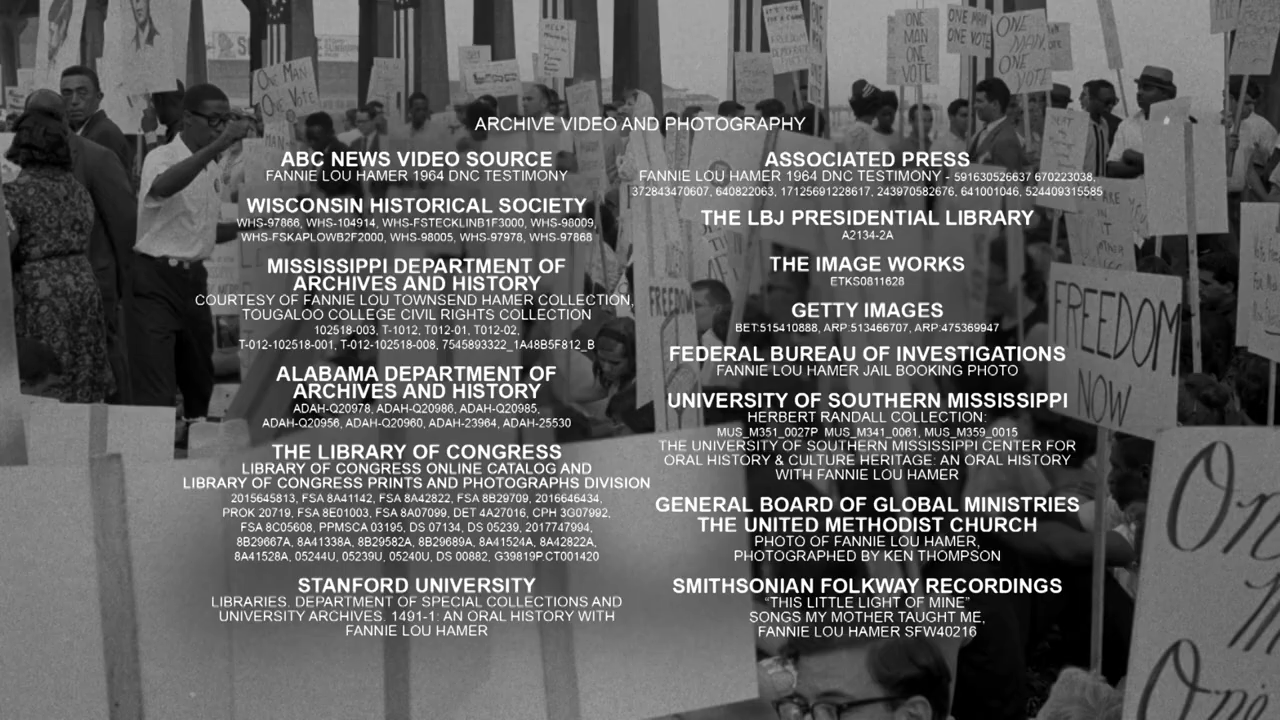 ARCHIVE VIDEO AND PHOTOGRAPHY
ABC NEWS VIDEO SOURCE
FANNIE LOU HAMER 1964 DNC TESTIMONY
WISCONSIN HISTORICAL SOCIETY
WHS-97866, WHS-104914, WHS-FSTECKLINB1F3000, WHS-98009,
WHS-FSKAPLOWB2F2000, WHS-98005, WHS-97978, WHS-97868
MISSISSIPPI DEPARTMENT OF
ARCHIVES AND HISTORY
COURTESY OF FANNIE LOU TOWNSEND HAMER COLLECTION,
TOUGALOO COLLEGE CIVIL RIGHTS COLLECTION
102518-003, T-1012, T012-01, T012-02,
T-012-102518-001, T-012-102518-008, 7545893322_1A48B5F812_B
ALABAMA DEPARTMENT OF
ARCHIVES AND HISTORY
ADAH-Q20978, ADAH-Q20986, ADAH-Q20985,
ADAH-Q20956, ADAH-Q20960, ADAH-23964, ADAH-25530
THE LIBRARY OF CONGRESS
LIBRARY OF CONGRESS ONLINE CATALOG AND
LIBRARY OF CONGRESS PRINTS AND PHOTOGRAPHS DIVISION
2015645813, FSA 8A41142, FSA 8A42822, FSA 8B29709, 2016646434,
PROK 20719, FSA 8E01003, FSA 8A07099, DET 4A27016, CPH 3G07992,
FSA 8C05608, PPMSCA 03195, DS 07134, DS 05239, 2017747994,
8B29667A, 8A41338A, 8B29582A, 8B29689A, 8A41524A, 8A42822A,
8A41528A, 05244U, 05239U, 05240U, DS 00882, G39819P.CT001420
STANFORD UNIVERSITY
LIBRARIES. DEPARTMENT OF SPECIAL COLLECTIONS AND
UNIVERSITY ARCHIVES. 1491-1: AN ORAL HISTORY WITH
FANNIE LOU HAMER
ASSOCIATED PRESS
FANNIE LOU HAMER 1964 DNC TESTIMONY - 591630526637 670223038,
372843470607, 640822063, 17125691228617, 243970582676, 641001046, 524409315585
THE LBJ PRESIDENTIAL LIBRARY
A2134-2A
THE IMAGE WORKS
ETKS0811628
GETTY IMAGES
BET:515410888, ARP:513466707, ARP:475369947
FEDERAL BUREAU OF INVESTIGATIONS
FANNIE LOU HAMER JAIL BOOKING PHOTO
UNIVERSITY OF SOUTHERN MISSISSIPPI
HERBERT RANDALL COLLECTION:
MUS_M351_0027P MUS_M341_0061, MUS_M359_0015
THE UNIVERSITY OF SOUTHERN MISSISSIPPI CENTER FOR
ORAL HISTORY & CULTURE HERITAGE: AN ORAL HISTORY
WITH FANNIE LOU HAMER
GENERAL BOARD OF GLOBAL MINISTRIES
THE UNITED METHODIST CHURCH
PHOTO OF FANNIE LOU HAMER,
PHOTOGRAPHED BY KEN THOMPSON
SMITHSONIAN FOLKWAY RECORDINGS
"THIS LITTLE LIGHT OF MINE"
SONGS MY MOTHER TAUGHT ME,
FANNIE LOU HAMER SFW40216
ONE MAN
ONE VOTE
ONE
MAN
ONE
VOTE
ONE MAN
ONE VOTE
ONE
MAN
ONE VOTE
FREEDOM
FREEDOM
NOW